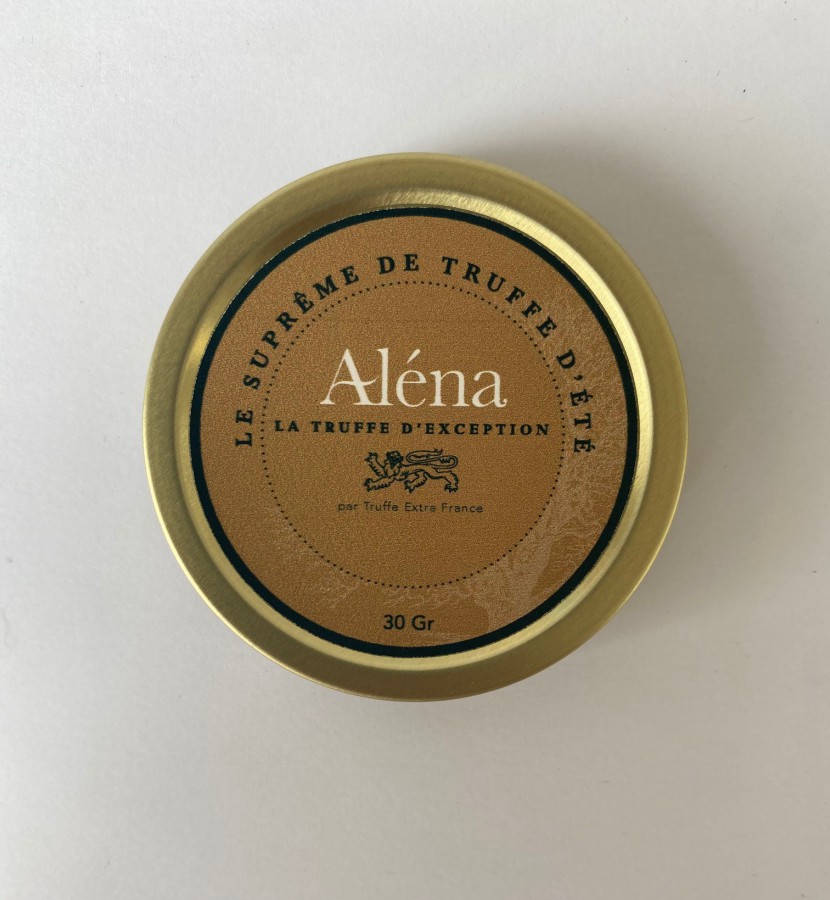 LE SUPRÊME DE TRUFFE D'ÉTÉ
Aléna
LA TRUFFE D'EXCEPTION
par Truffe Extra France
30 Gr